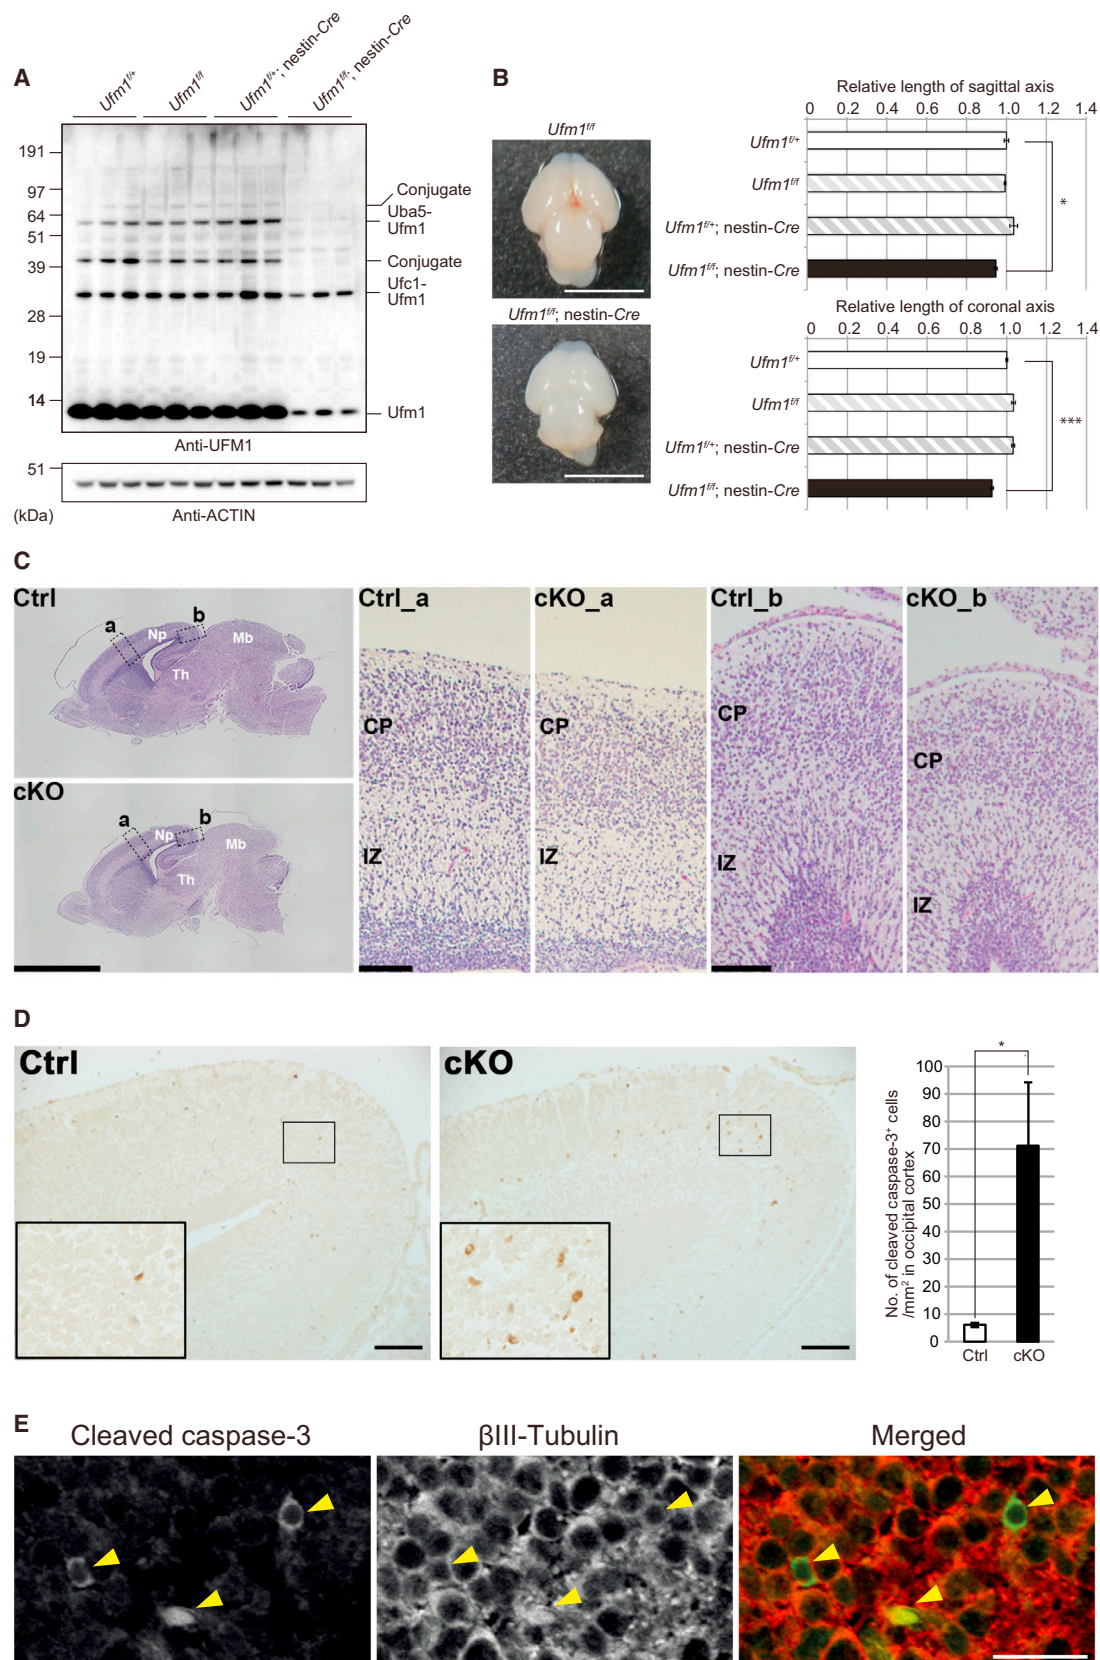 A
Ufm1f/+
Ufm1f/f
Ufm1f/+; nestin-Cre
Ufm1f/f; nestin-Cre
191
97
64
51
39
28
19
14
Conjugate
Uba5-
Ufm1
Conjugate
Ufc1-
Ufm1
Ufm1
Anti-UFM1
51
(kDa)
Anti-ACTIN
B
Ufm1f/f
Ufm1f/f; nestin-Cre
Relative length of sagittal axis
0 0.2 0.6 0.8 1.0 1.2 1.4
Ufm1f/+
Ufm1f/f
Ufm1f/+; nestin-Cre
Ufm1f/f; nestin-Cre
*
Relative length of coronal axis
0 0.2 0.4 0.6 0.8 1.0 1.2 1.4
Ufm1f/+
Ufm1f/f
Ufm1f/+; nestin-Cre
Ufm1f/f; nestin-Cre
***
C
Ctrl
a
b
Np
Mb
Th
cKO
a
b
Np
Mb
Th
Ctrl_a
CP
IZ
cKO_a
CP
IZ
Ctrl_b
CP
IZ
cKO_b
CP
IZ
D
Ctrl
cKO
No. of cleaved caspase-3+ cells
/mm2 in occipital cortex
100
90
80
70
60
50
40
30
20
10
0
*
Ctrl cKO
E
Cleaved caspase-3
βIII-Tubulin
Merged